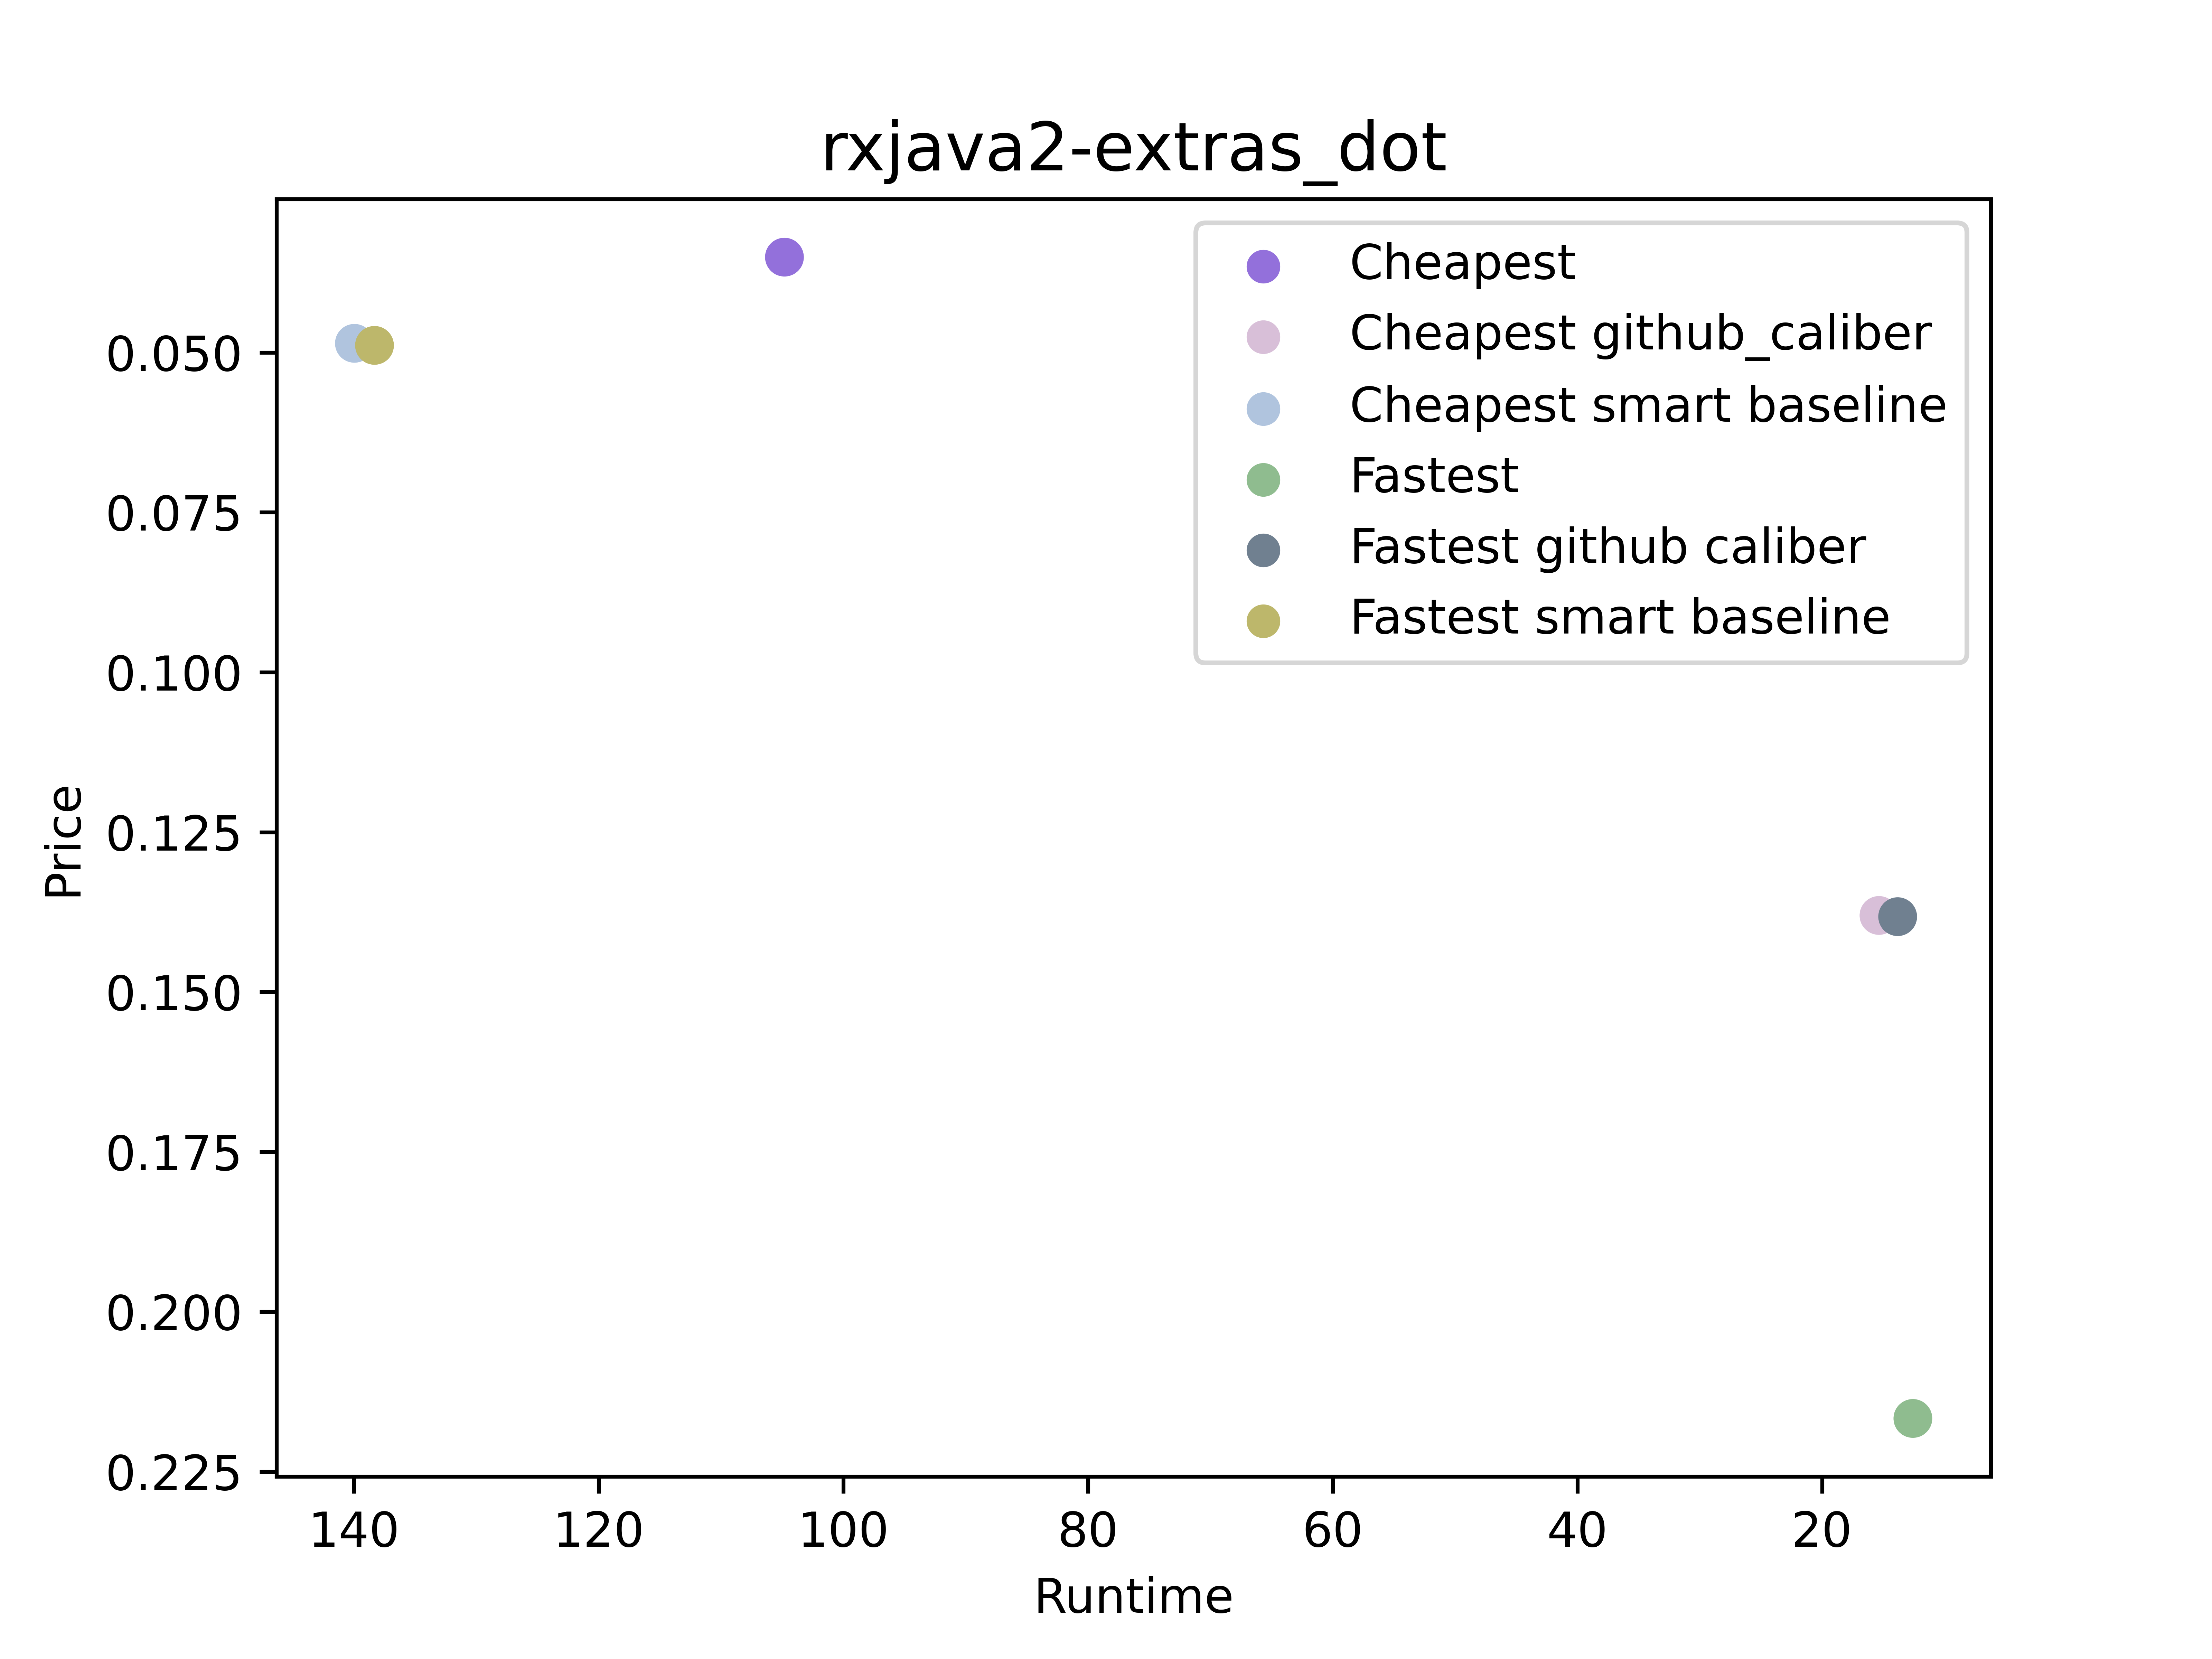 rxjava2-extras_dot
Cheapest
Cheapest github_caliber
Cheapest smart baseline
Fastest
Fastest github caliber
Fastest smart baseline
Price
0.050
0.075
0.100
0.125
0.150
0.175
0.200
0.225
140 120 100 80 60 40 20
Runtime